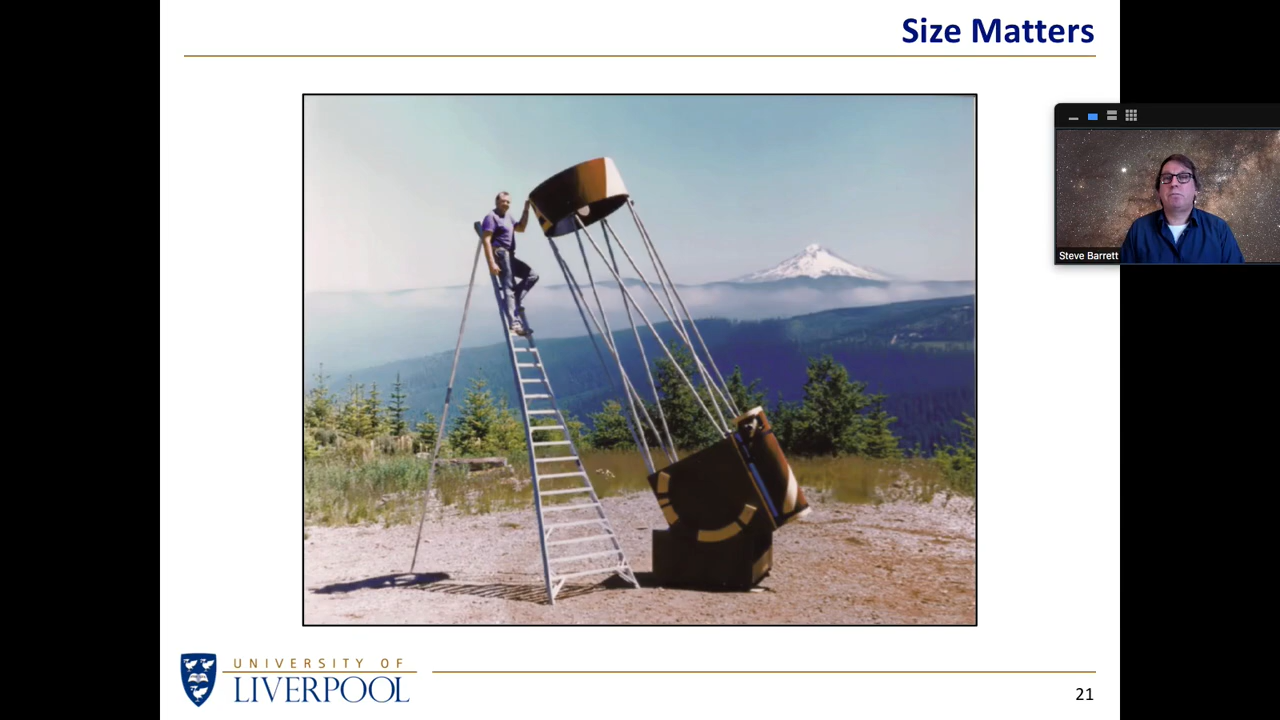 Size Matters
Steve Barrett
UNIVERSITY OF
LIVERPOOL
21